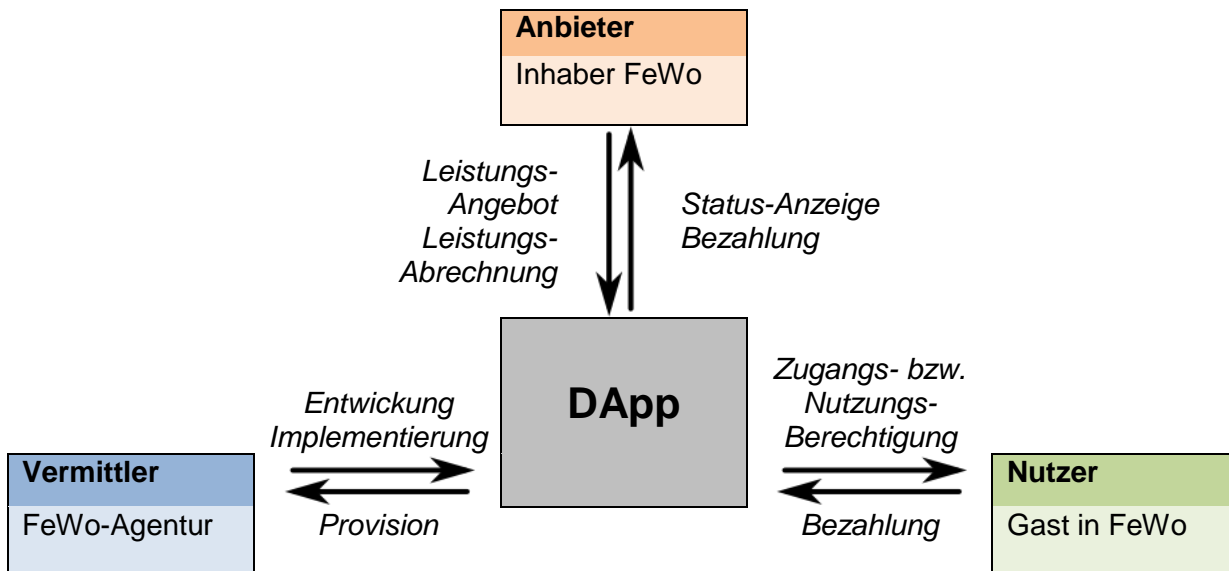 Anbieter
Inhaber FeWo
Leistungs-
Angebot
Leistungs-
Abrechnung
Status-Anzeige
Bezahlung
DApp
Entwickung
Implementierung
Provision
Zugangs- bzw.
Nutzungs-
Berechtigung
Bezahlung
Vermittler
FeWo-Agentur
Nutzer
Gast in FeWo